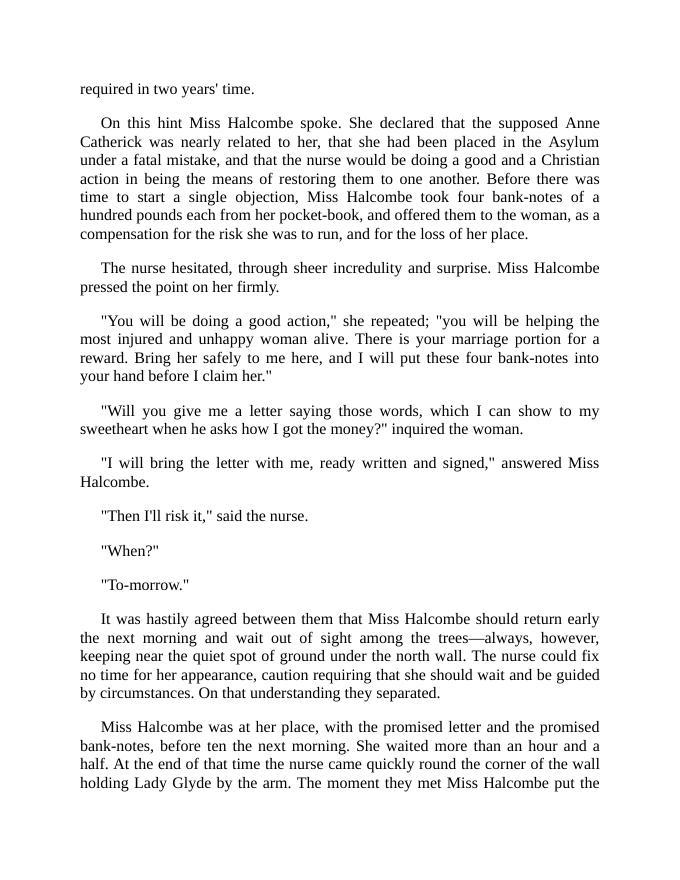 required in two years' time.
On this hint Miss Halcombe spoke. She declared that the supposed Anne
Catherick was nearly related to her, that she had been placed in the Asylum
under a fatal mistake, and that the nurse would be doing a good and a Christian
action in being the means of restoring them to one another. Before there was
time to start a single objection, Miss Halcombe took four bank-notes of a
hundred pounds each from her pocket-book, and offered them to the woman, as a
compensation for the risk she was to run, and for the loss of her place.
The nurse hesitated, through sheer incredulity and surprise. Miss Halcombe
pressed the point on her firmly.
"You will be doing a good action," she repeated; "you will be helping the
most injured and unhappy woman alive. There is your marriage portion for a
reward. Bring her safely to me here, and I will put these four bank-notes into
your hand before I claim her."
"Will you give me a letter saying those words, which I can show to my
sweetheart when he asks how I got the money?" inquired the woman.
"I will bring the letter with me, ready written and signed," answered Miss
Halcombe.
"Then I'll risk it," said the nurse.
"When?"
"To-morrow."
It was hastily agreed between them that Miss Halcombe should return early
the next morning and wait out of sight among the trees—always, however,
keeping near the quiet spot of ground under the north wall. The nurse could fix
no time for her appearance, caution requiring that she should wait and be guided
by circumstances. On that understanding they separated.
Miss Halcombe was at her place, with the promised letter and the promised
bank-notes, before ten the next morning. She waited more than an hour and a
half. At the end of that time the nurse came quickly round the corner of the wall
holding Lady Glyde by the arm. The moment they met Miss Halcombe put the